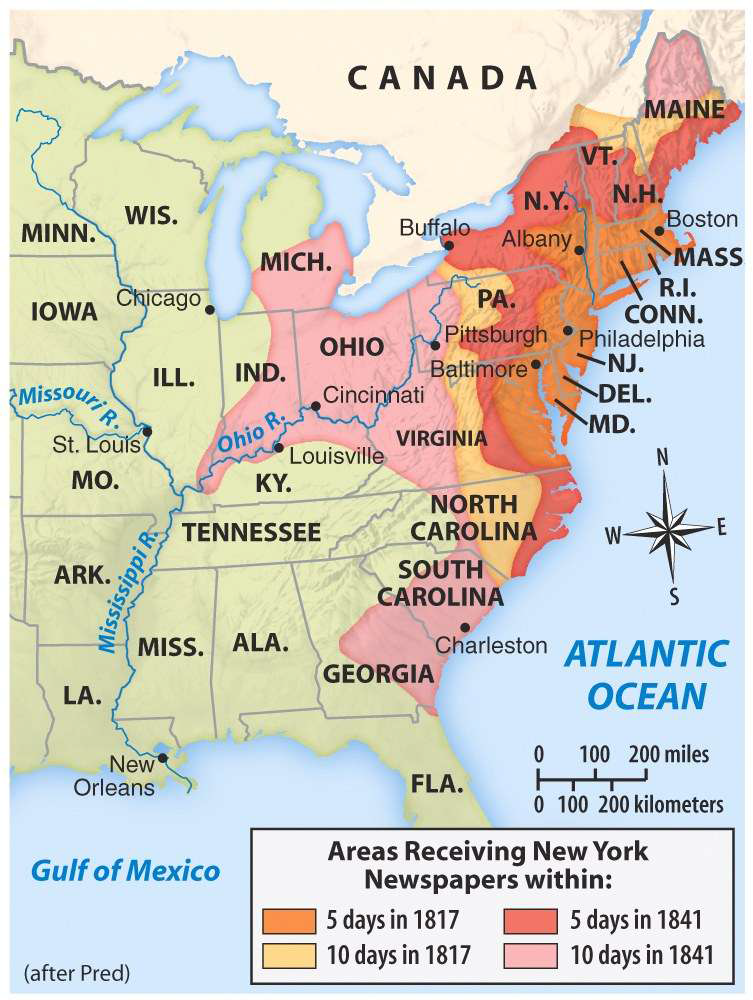 CANADA
MAINE
VT.
N.Y.
N.H.
WIS.
MINN.
Buffalo
Boston
Albany
MASS
MICH.
R.I.
CONN.
Chicago
PA.
IOWA
OHIO
Pittsburgh
Philadelphia
NJ.
IND.
ILL.
Baltimore
DEL.
Cincinnati
Missouri R.
MD.
Ohio R.
VIRGINIA
St. Louis
Louisville
MO.
KY.
N
NORTH
CAROLINA
TENNESSEE
W
E
Mississippi R.
ARK.
SOUTH
CAROLINA
S
MISS.
ALA.
Charleston
ATLANTIC
OCEAN
GEORGIA
LA.
New
Orleans
FLA.
0 100 200 miles
0 100 200 kilometers
Gulf of Mexico
Areas Receiving New York
Newspapers within:
5 days in 1817
5 days in 1841
10 days in 1817
10 days in 1841
(after Pred)